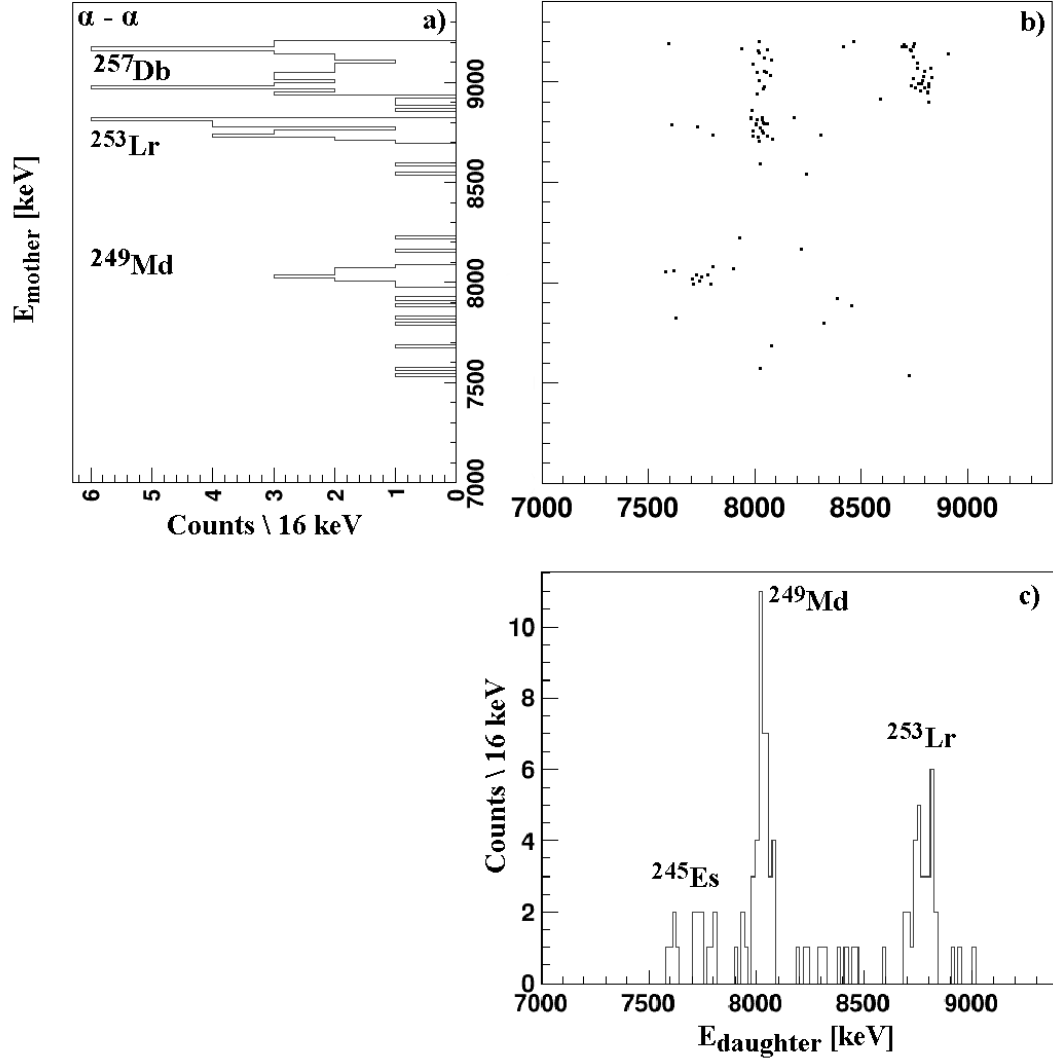 α - α
a)
b)
²⁵⁷Db
²⁵³Lr
²⁴⁹Md
E_mother [keV]
9000
8500
8000
7500
7000
6 5 4 3 2 1 0
Counts \ 16 keV
7000 7500 8000 8500 9000
c)
²⁴⁹Md
²⁵³Lr
²⁴⁵Es
Counts \ 16 keV
10
8
6
4
2
0
7000 7500 8000 8500 9000
E_daughter [keV]